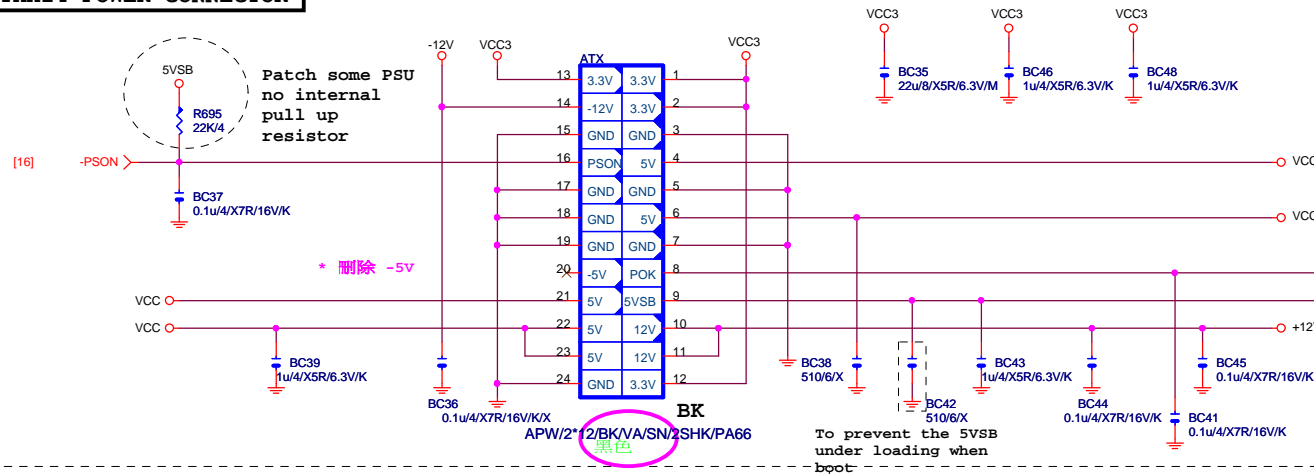 VCC3
VCC3
VCC3
BC35
22u/8/X5R/6.3V/M
BC46
1u/4/X5R/6.3V/K
BC48
1u/4/X5R/6.3V/K
5VSB
R695
22K/4
Patch some PSU
no internal
pull up
resistor
-12V
VCC3
VCC3
ATX
13 3.3V 3.3V 1
14 -12V 3.3V 2
15 GND GND 3
16 PSON 5V 4
17 GND GND 5
18 GND 5V 6
19 GND GND 7
20 -5V POK 8
21 5V 5VSB 9
22 5V 12V 10
23 5V 12V 11
24 GND 3.3V 12
[16] -PSON
BC37
0.1u/4/X7R/16V/K
* 删除 -5V
VCC
VCC
BC39
1u/4/X5R/6.3V/K
BC36
0.1u/4/X7R/16V/K/X
BK
APW/2*12/BK/VA/SN/2SHK/PA66
黑色
BC38
510/6/X
BC42
510/6/X
BC43
1u/4/X5R/6.3V/K
BC44
0.1u/4/X7R/16V/K
BC45
0.1u/4/X7R/16V/K
BC41
0.1u/4/X7R/16V/K
To prevent the 5VSB
under loading when
boot